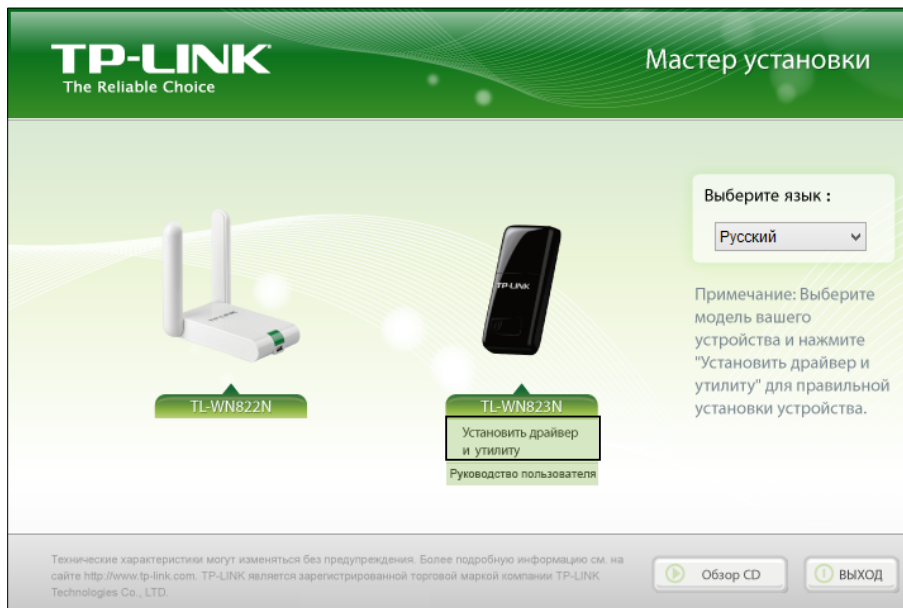 TP-LINK
The Reliable Choice
Мастер установки
Выберите язык :
Русский
TP-LINK
Примечание: Выберите
модель вашего
устройства и нажмите
"Установить драйвер и
утилиту" для правильной
установки устройства.
TL-WN822N
TL-WN823N
Установить драйвер
и утилиту
Руководство пользователя
Технические характеристики могут изменяться без предупреждения. Более подробную информацию см. на
сайте http://www.tp-link.com. TP-LINK является зарегистрированной торговой маркой компании TP-LINK
Technologies Co., LTD.
Обзор CD
ВЫХОД